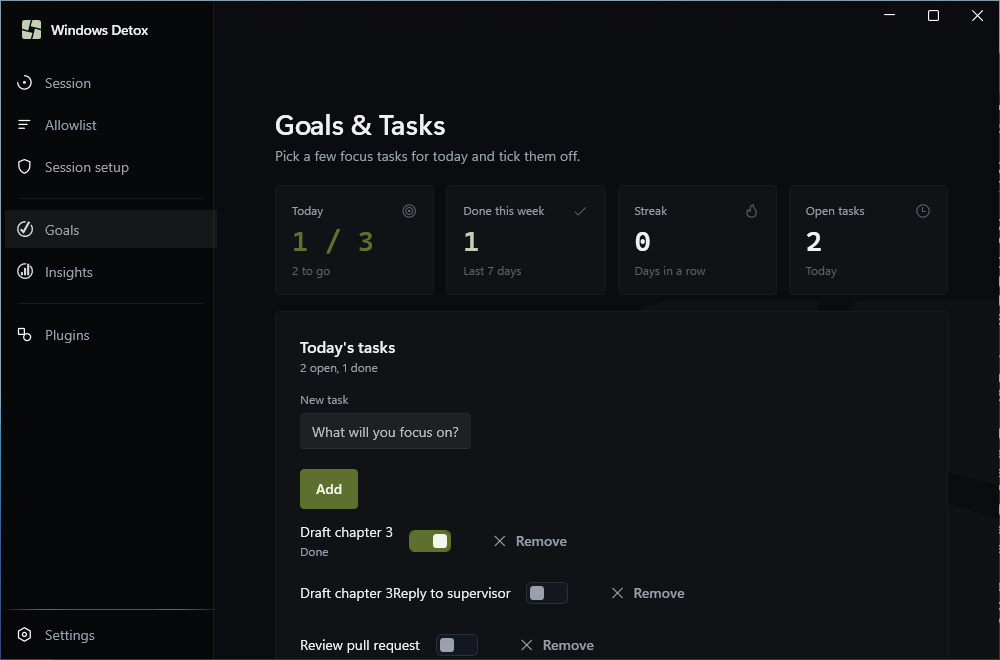 Windows Detox
Session
Allowlist
Session setup
Goals
Insights
Plugins
Settings
Goals & Tasks
Pick a few focus tasks for today and tick them off.
Today
1 / 3
2 to go
Done this week
1
Last 7 days
Streak
0
Days in a row
Open tasks
2
Today
Today's tasks
2 open, 1 done
New task
What will you focus on?
Add
Draft chapter 3
Done
Remove
Draft chapter 3Reply to supervisor
Remove
Review pull request
Remove